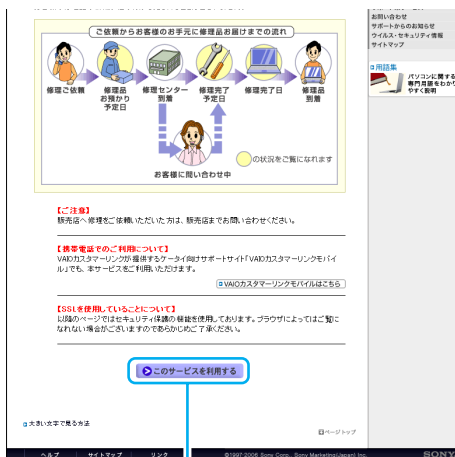 お問い合わせ
サポートからのお知らせ
ウイルス・セキュリティ情報
サイトマップ
用語集
パソコンに関する
専門用語をわかり
やすく説明
ご依頼からお客様のお手元に修理品お届けまでの流れ
修理ご依頼
修理品
お預かり
予定日
修理センター
到着
修理完了
予定日
修理完了日
修理品
到着
の状況をご覧になれます
お客様に問い合わせ中
【ご注意】
販売店へ修理をご依頼いただいた方は、販売店までお問い合わせください。
【携帯電話でのご利用について】
VAIOカスタマーリンクが提供するケータイ向けサポートサイト「VAIOカスタマーリンクモバイ
ル」でも、本サービスをご利用いただけます。
VAIOカスタマーリンクモバイルはこちら
【SSLを使用していることについて】
以降のページではセキュリティ保護の機能を使用しております。ブラウザによってはご覧に
なれない場合がございますのであらかじめご了承ください。
このサービスを利用する
大きい文字で見る方法
ページトップ
ヘルプ
サイトマップ
リンク
©1997-2006 Sony Corp., Sony Marketing(Japan) Inc.
SONY